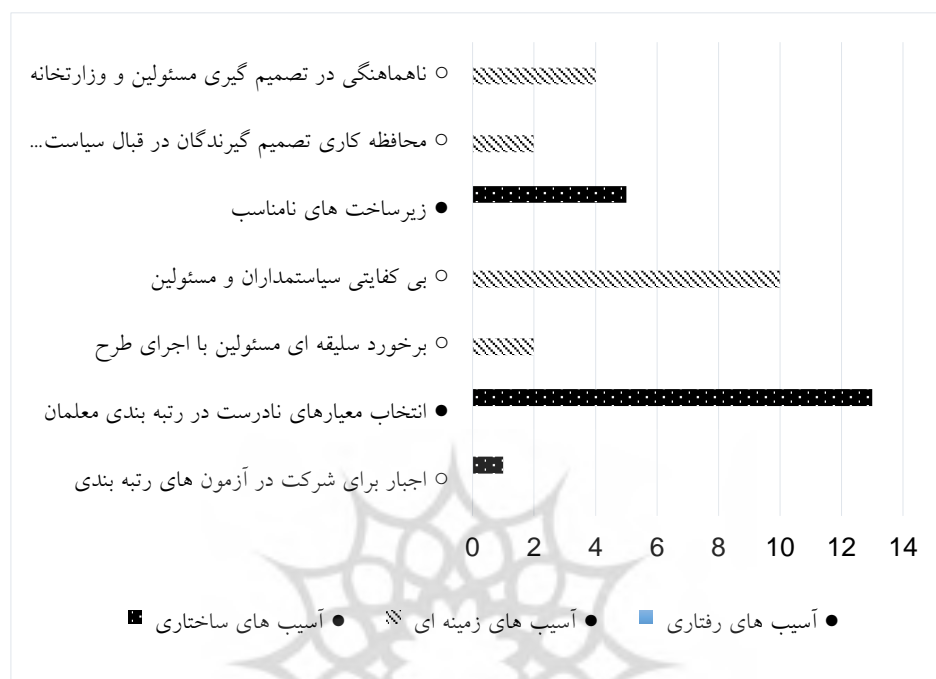 ○ ناهماهنگی در تصمیم گیری مسئولین و وزارتخانه
○ محافظه کاری تصمیم گیرندگان در قبال سیاست...
● زیرساخت های نامناسب
○ بی کفایتی سیاستمداران و مسئولین
○ برخورد سلیقه ای مسئولین با اجرای طرح
● انتخاب معیارهای نادرست در رتبه بندی معلمان
○ اجبار برای شرکت در آزمون های رتبه بندی
0 2 4 6 8 10 12 14
● آسیب های رفتاری ● آسیب های زمینه ای ● آسیب های ساختاری